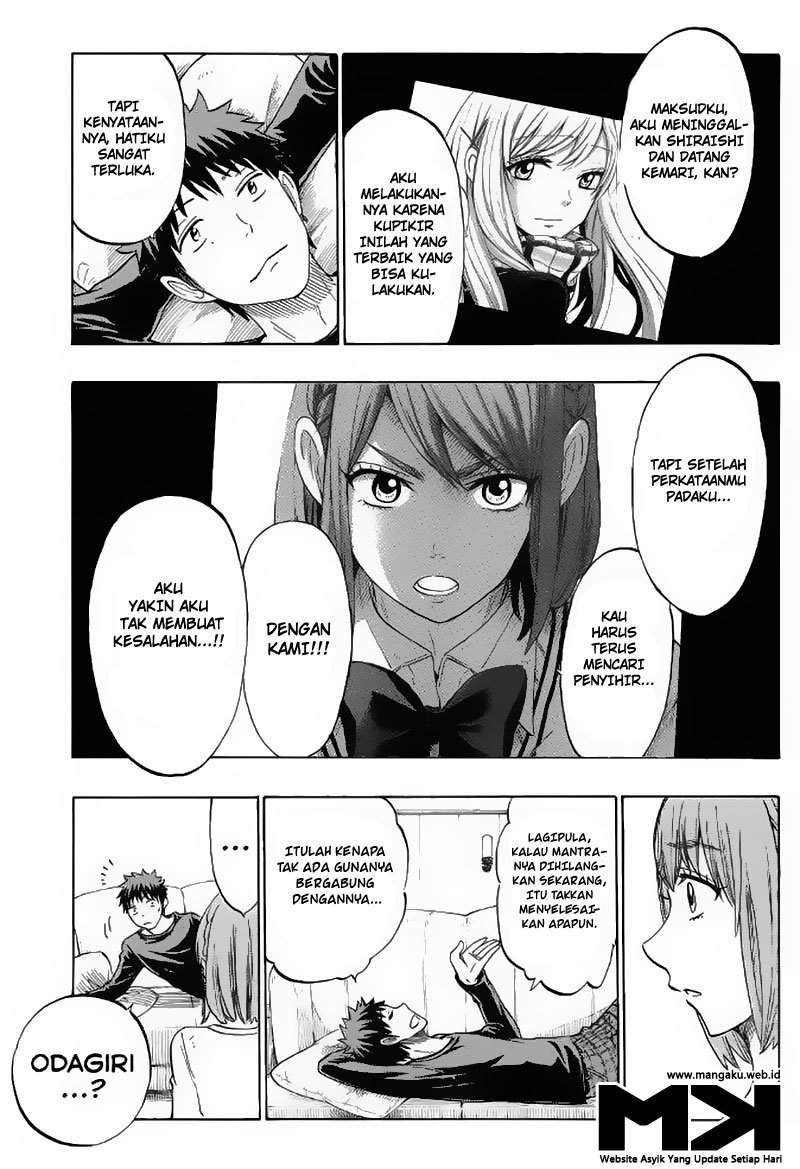 MAKSUDKU,
AKU MENINGGAL-
KAN SHIRAISHI
DAN DATANG
KEMARI, KAN?
AKU
MELAKUKAN-
NYA KARENA
KUPIKIR
INILAH YANG
TERBAIK YANG
BISA KU-
LAKUKAN.
TAPI
KENYATAAN-
NYA, HATIKU
SANGAT
TERLUKA.
TAPI SETELAH
PERKATAANMU
PADAKU...
KAU
HARUS
TERUS
MENCARI
PENYIHIR...
DENGAN
KAMI!!!
AKU
YAKIN AKU
TAK MEMBUAT
KESALAHAN...!!
LAGIPULA,
KALAU MANTRA-
NYA DIHILANG-
KAN SEKARANG,
ITU TAKKAN
MENYELESAI-
KAN APAPUN.
ITULAH KENAPA
TAK ADA GUNANYA
BERGABUNG
DENGANNYA...
...
ODAGIRI
...?
www.mangaku.web.id
MK
Website Asyik Yang Update Setiap Hari